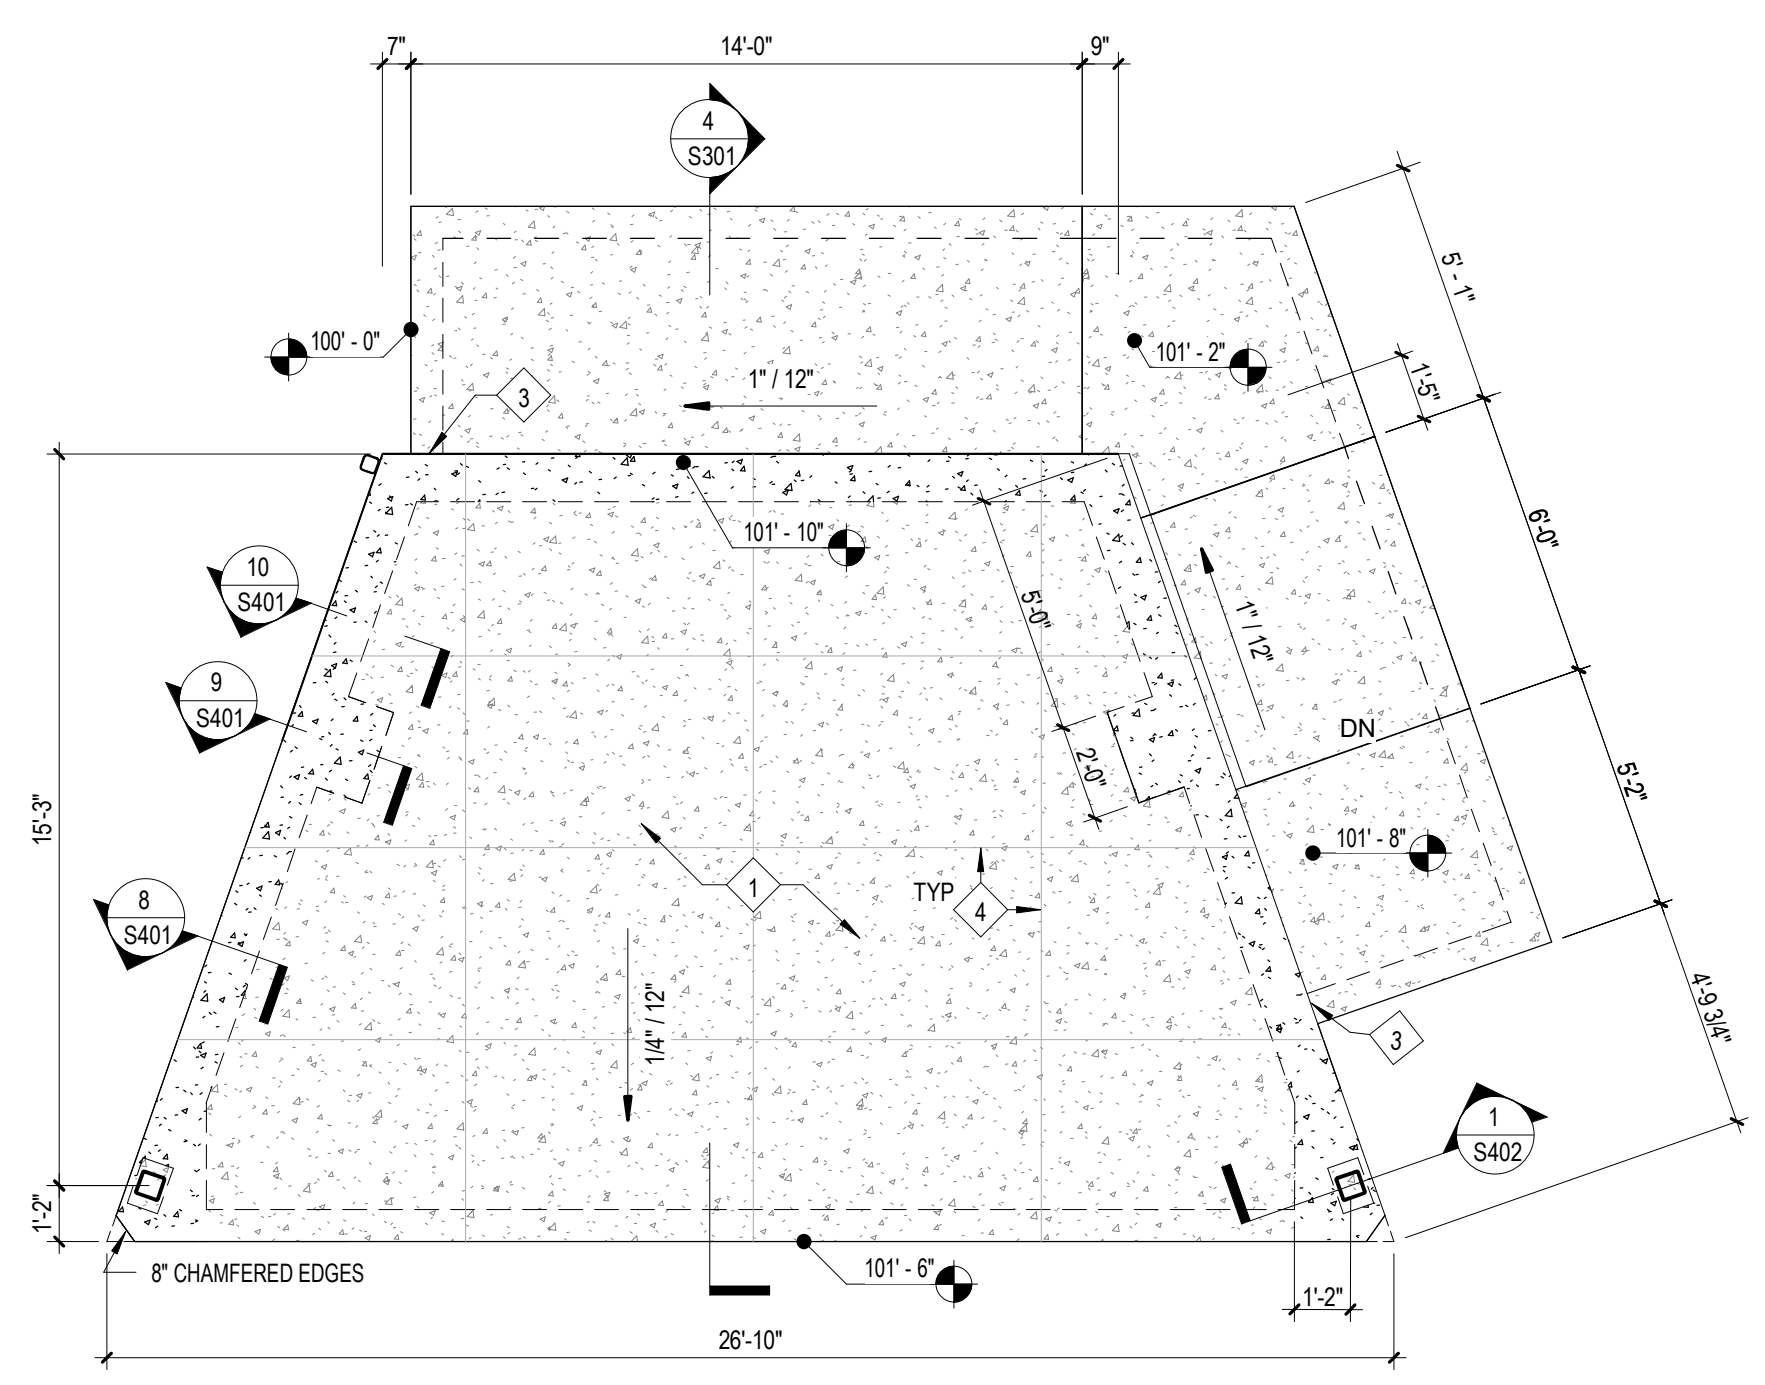 7" 14'-0" 9"
4
S301
5' - 1"
100' - 0"
101' - 2"
1" / 12"
3
1'-5"
101' - 10"
6'-0"
10
S401
5'-0"
1" / 12"
9
S401
DN
2'-0"
5'-2"
15'-3"
101' - 8"
1
TYP
4
8
S401
1/4" / 12"
4'-9 3/4"
3
1
S402
1'-2"
101' - 6"
8" CHAMFERED EDGES
1'-2"
26'-10"